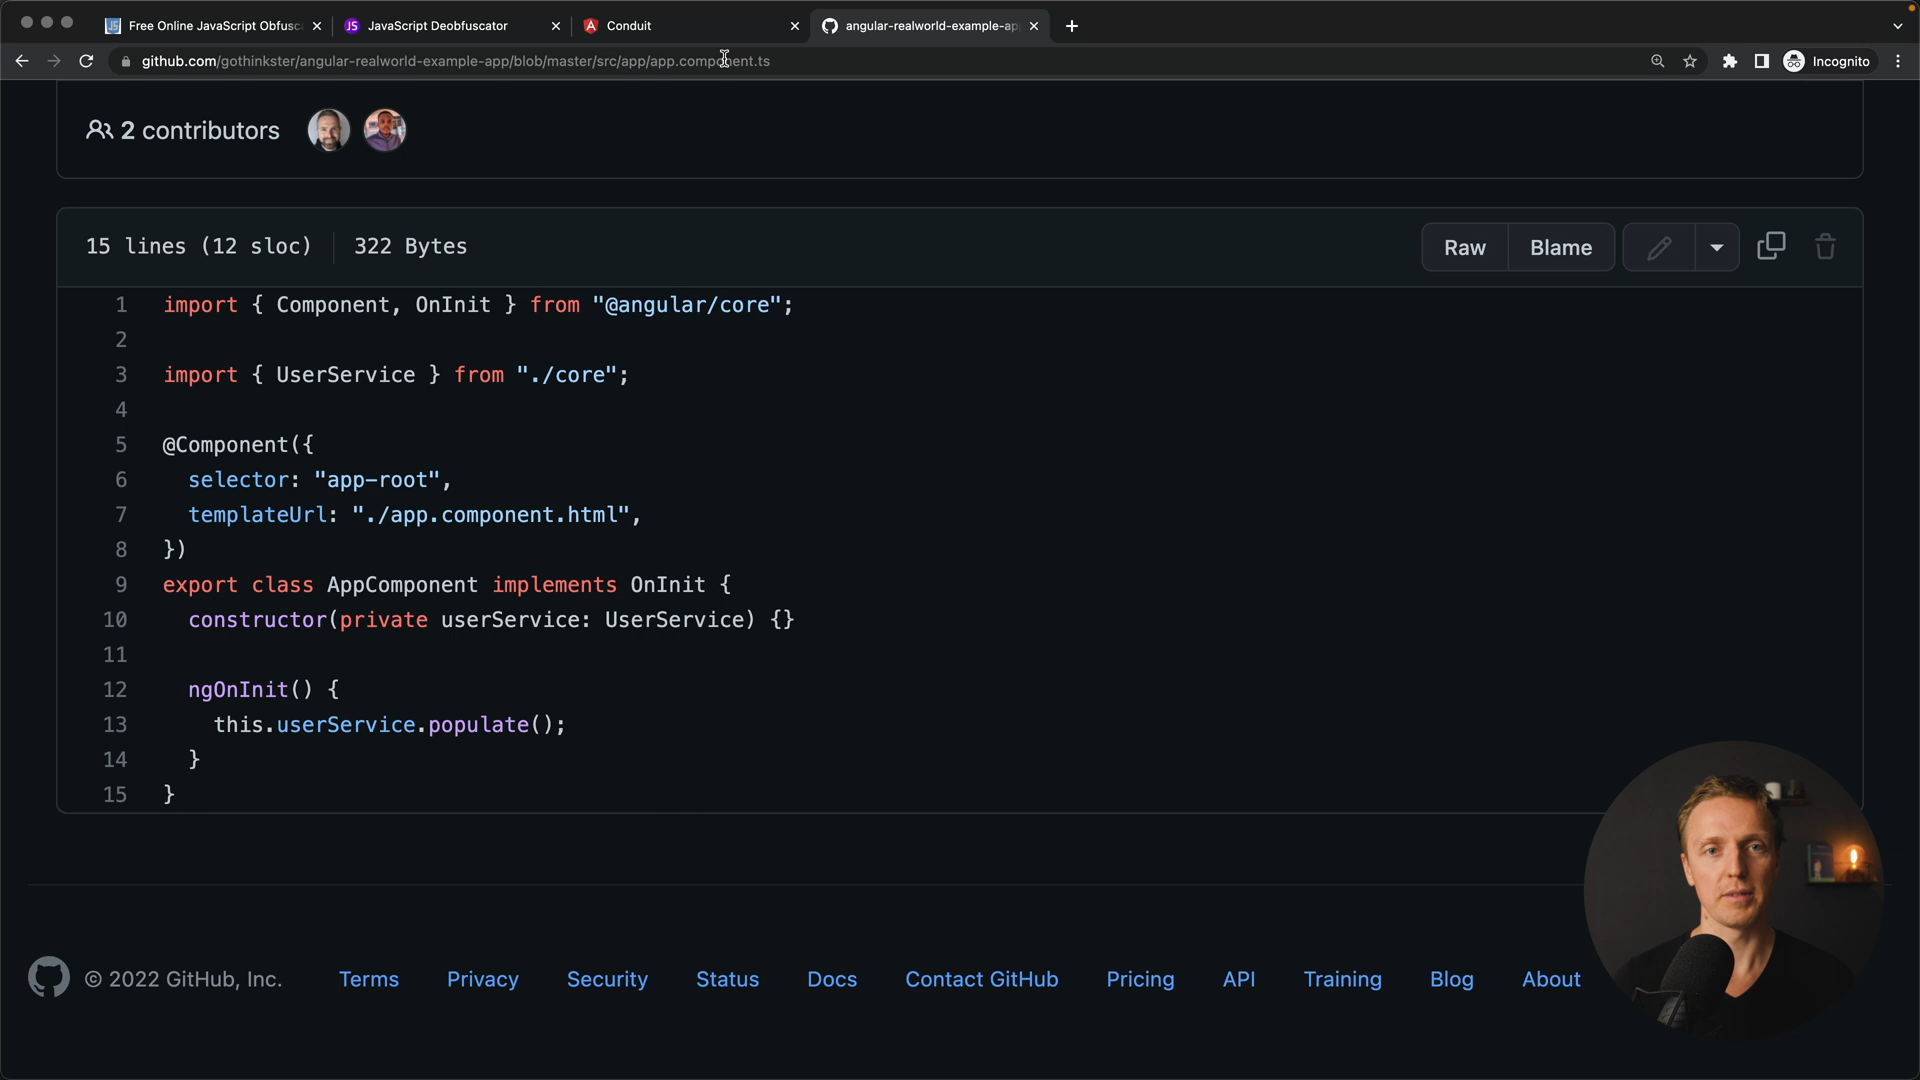 Free Online JavaScript Obfusc
JavaScript Deobfuscator
Conduit
angular-realworld-example-ap
github.com/gothinkster/angular-realworld-example-app/blob/master/src/app/app.component.ts
Incognito
2 contributors
15 lines (12 sloc) 322 Bytes
Raw Blame
1 import { Component, OnInit } from "@angular/core";
2
3 import { UserService } from "./core";
4
5 @Component({
6 selector: "app-root",
7 templateUrl: "./app.component.html",
8 })
9 export class AppComponent implements OnInit {
10 constructor(private userService: UserService) {}
11
12 ngOnInit() {
13 this.userService.populate();
14 }
15 }
© 2022 GitHub, Inc. Terms Privacy Security Status Docs Contact GitHub Pricing API Training Blog About